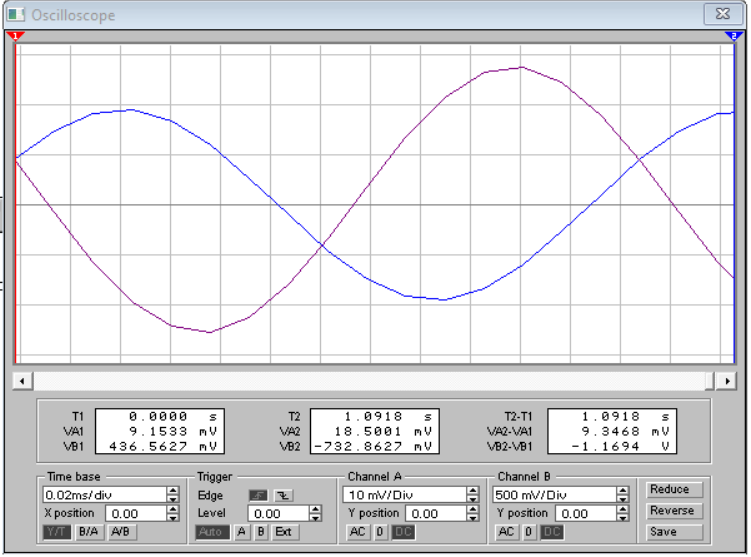 Oscilloscope
1 2
T1 0.0000 s T2 1.0918 s T2-T1 1.0918 s
VA1 9.1533 mV VA2 18.5001 mV VA2-VA1 9.3468 mV
VB1 436.5627 mV VB2 -732.8627 mV VB2-VB1 -1.1694 V
Time base Trigger Channel A Channel B
0.02ms/div Edge 10 mV/Div 500 mV/Div Reduce
X position 0.00 Level 0.00 Y position 0.00 Y position 0.00 Reverse
Y/T B/A A/B Auto A B Ext AC 0 DC AC 0 DC Save